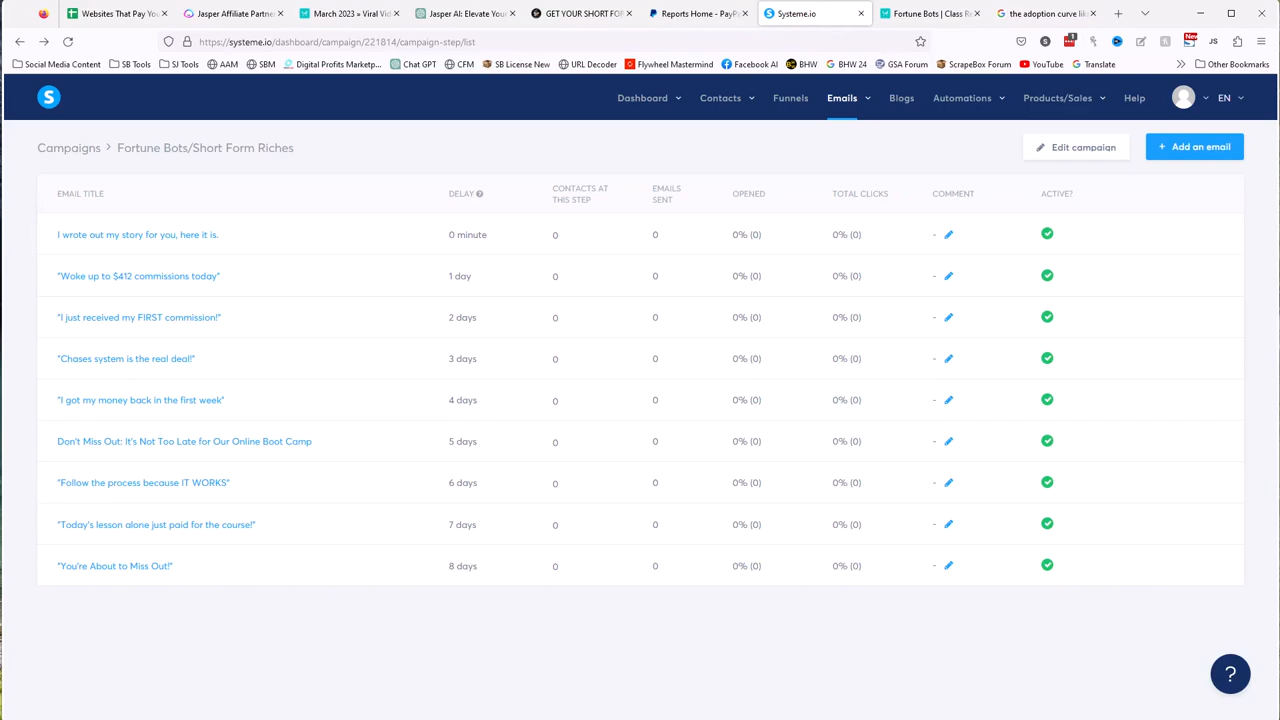 Websites That Pay You
Jasper Affiliate Partne
March 2023 » Viral Vid
Jasper AI: Elevate Your
GET YOUR SHORT FOR
Reports Home - PayP
Systeme.io
Fortune Bots | Class Re
the adoption curve lik
https://systeme.io/dashboard/campaign/221814/campaign-step/list
1
New
JS
Social Media Content
SB Tools
SJ Tools
AAM
SBM
Digital Profits Marketp...
Chat GPT
CFM
SB License New
URL Decoder
Flywheel Mastermind
Facebook AI
BHW
BHW 24
GSA Forum
ScrapeBox Forum
YouTube
Translate
Other Bookmarks
S
Dashboard
Contacts
Funnels
Emails
Blogs
Automations
Products/Sales
Help
EN
Campaigns > Fortune Bots/Short Form Riches
Edit campaign
+ Add an email
EMAIL TITLE DELAY ? CONTACTS AT THIS STEP EMAILS SENT OPENED TOTAL CLICKS COMMENT ACTIVE?
I wrote out my story for you, here it is. 0 minute 0 0 0% (0) 0% (0) -
"Woke up to $412 commissions today" 1 day 0 0 0% (0) 0% (0) -
"I just received my FIRST commission!" 2 days 0 0 0% (0) 0% (0) -
"Chases system is the real deal!" 3 days 0 0 0% (0) 0% (0) -
"I got my money back in the first week" 4 days 0 0 0% (0) 0% (0) -
Don't Miss Out: It's Not Too Late for Our Online Boot Camp 5 days 0 0 0% (0) 0% (0) -
"Follow the process because IT WORKS" 6 days 0 0 0% (0) 0% (0) -
"Today's lesson alone just paid for the course!" 7 days 0 0 0% (0) 0% (0) -
"You're About to Miss Out!" 8 days 0 0 0% (0) 0% (0) -
?